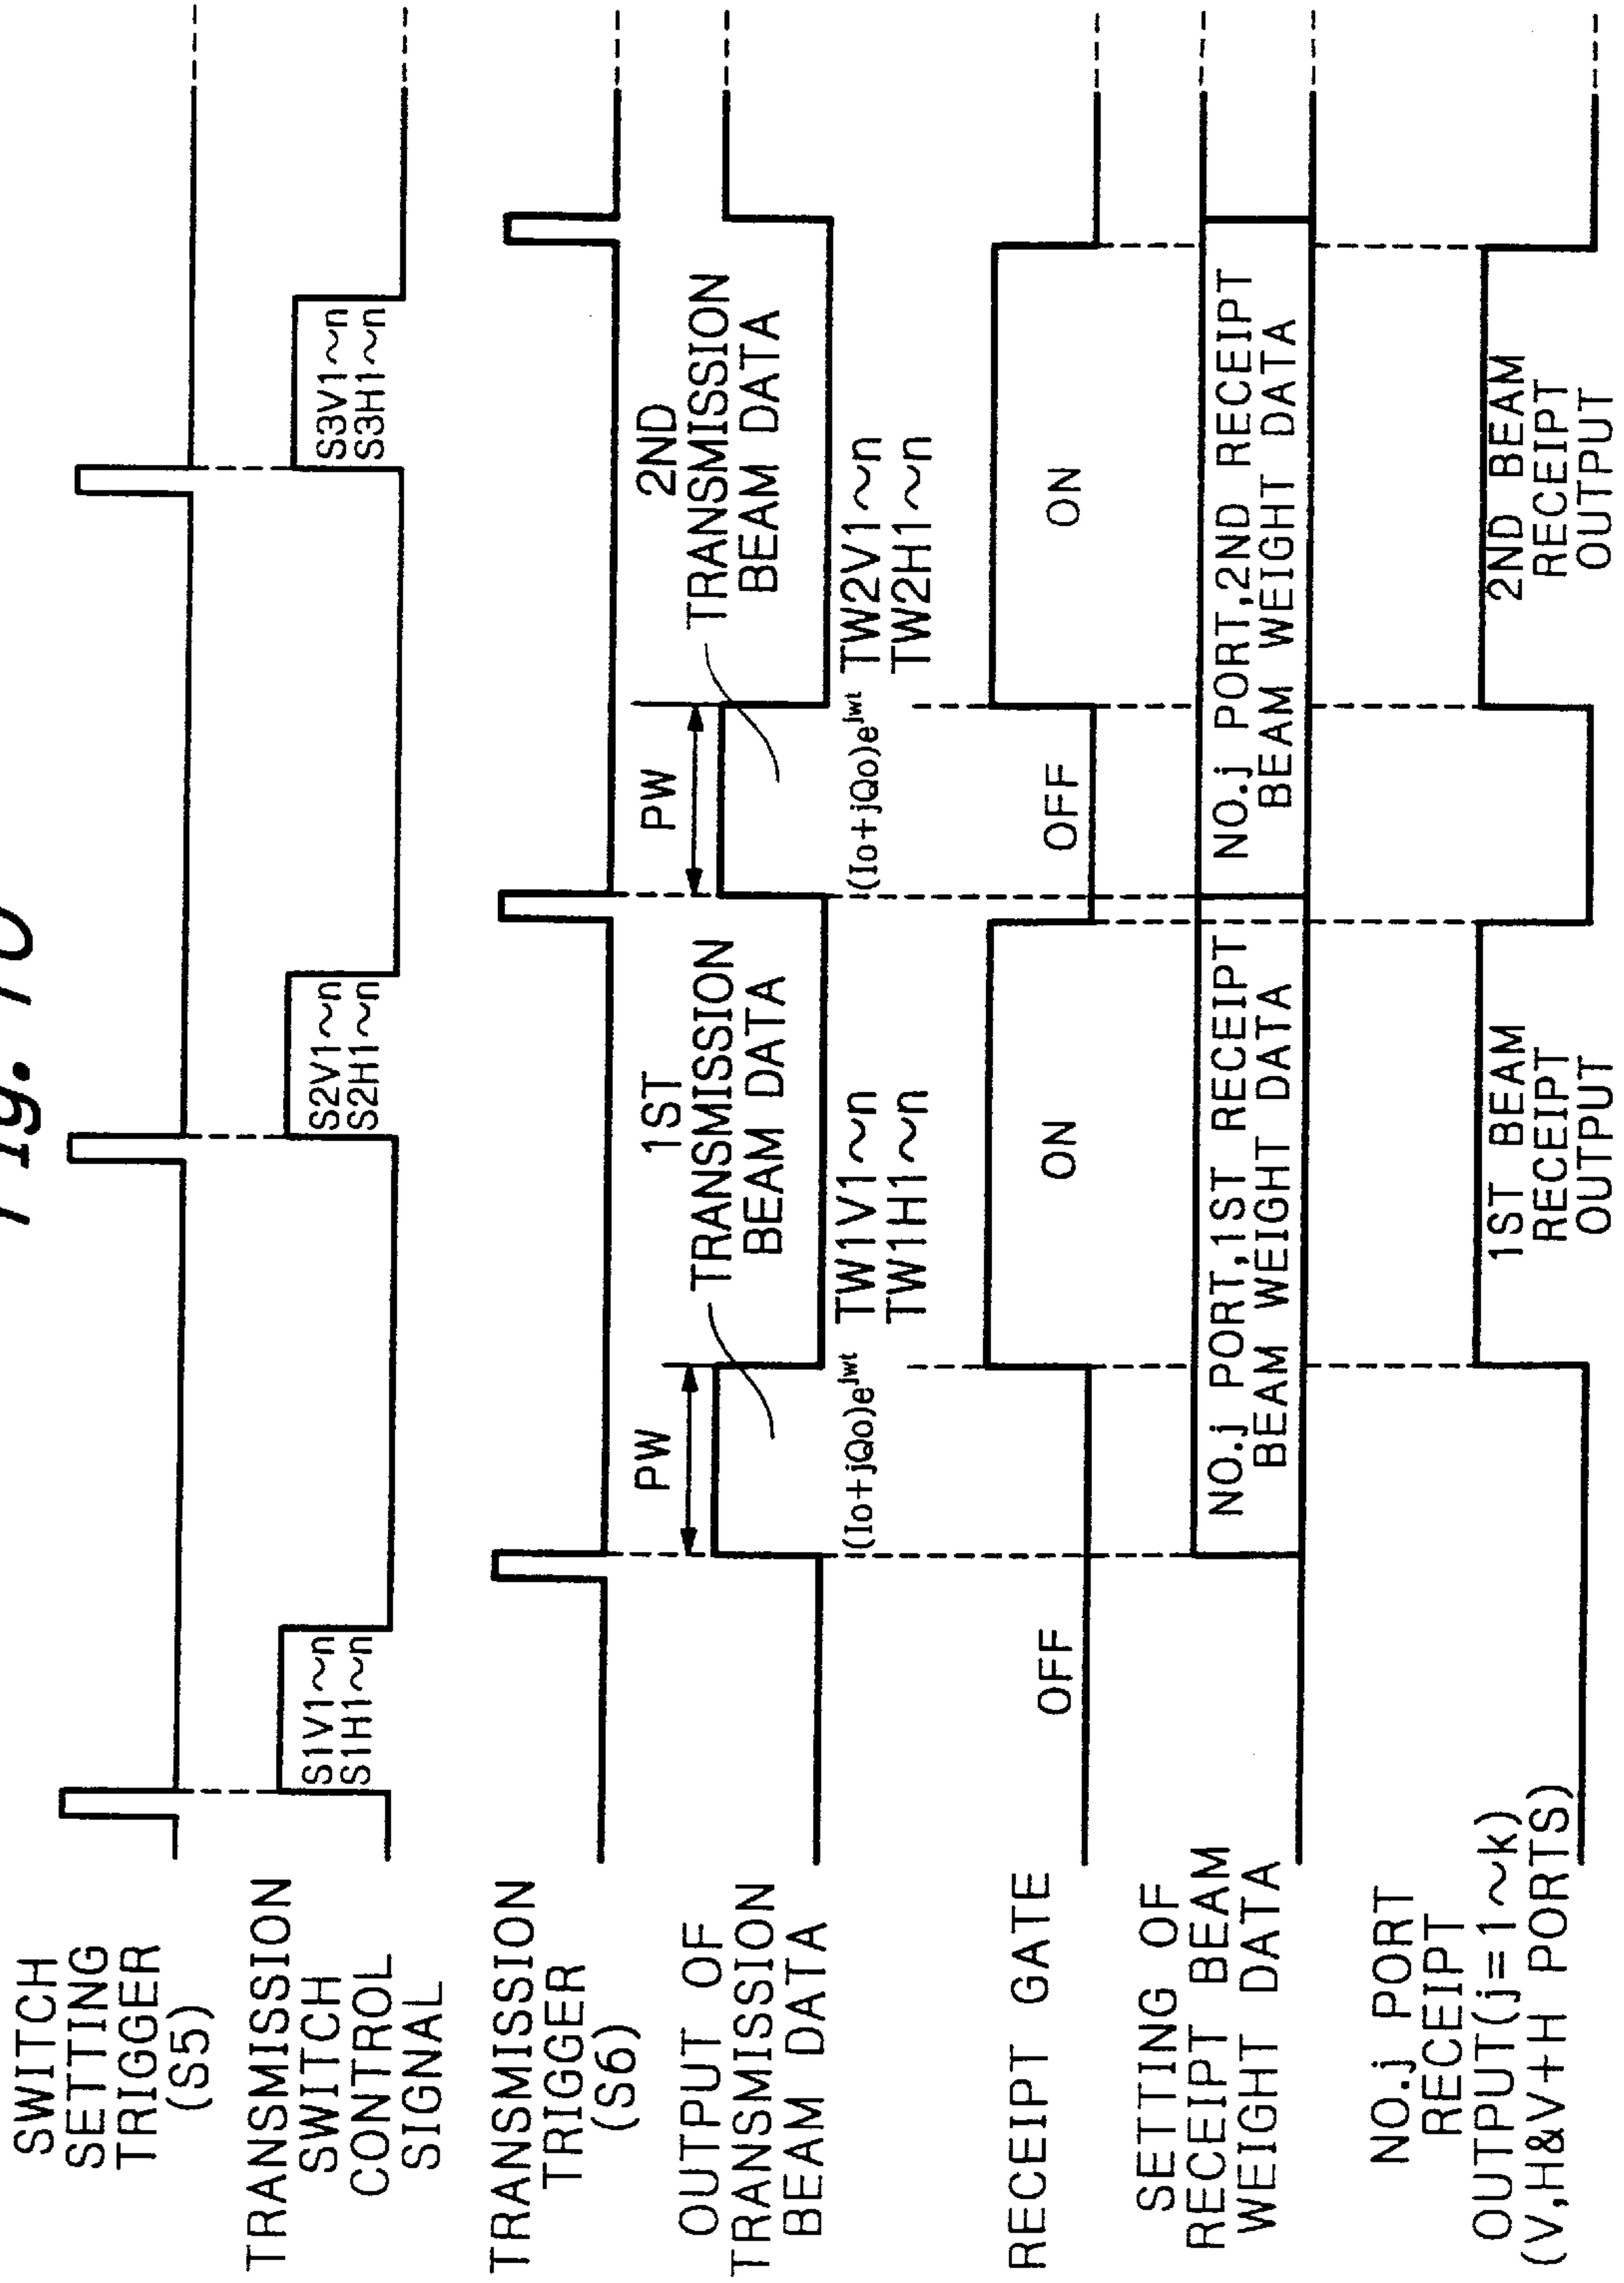 Fig. 10
SWITCH
SETTING
TRIGGER
(S5)
TRANSMISSION
SWITCH
CONTROL
SIGNAL
S1V1~n
S1H1~n
S2V1~n
S2H1~n
S3V1~n
S3H1~n
TRANSMISSION
TRIGGER
(S6)
OUTPUT OF
TRANSMISSION
BEAM DATA
PW
1ST
TRANSMISSION
BEAM DATA
PW
2ND
TRANSMISSION
BEAM DATA
(Io+jQo)e^jwt TW1V1~n
TW1H1~n
(Io+jQo)e^jwt TW2V1~n
TW2H1~n
RECEIPT GATE
OFF
ON
OFF
ON
SETTING OF
RECEIPT BEAM
WEIGHT DATA
NO.j PORT,1ST RECEIPT
BEAM WEIGHT DATA
NO.j PORT,2ND RECEIPT
BEAM WEIGHT DATA
NO.j PORT
RECEIPT
OUTPUT(j=1~k)
(V,H&V+H PORTS)
1ST BEAM
RECEIPT
OUTPUT
2ND BEAM
RECEIPT
OUTPUT